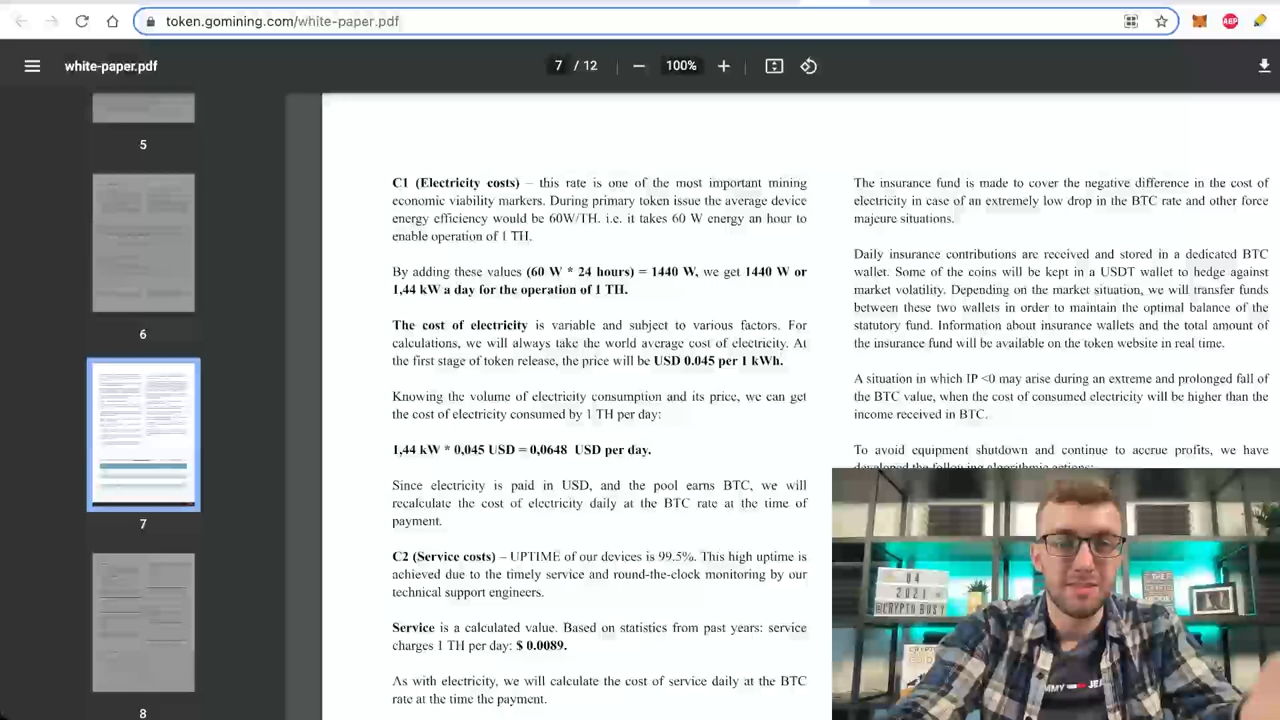 token.gomining.com/white-paper.pdf
ABP
white-paper.pdf
7 / 12
100%
5
6
7
8
C1 (Electricity costs) – this rate is one of the most important mining
economic viability markers. During primary token issue the average device
energy efficiency would be 60W/TH. i.e. it takes 60 W energy an hour to
enable operation of 1 TH.
By adding these values (60 W * 24 hours) = 1440 W, we get 1440 W or
1,44 kW a day for the operation of 1 TH.
The cost of electricity is variable and subject to various factors. For
calculations, we will always take the world average cost of electricity. At
the first stage of token release, the price will be USD 0.045 per 1 kWh.
Knowing the volume of electricity consumption and its price, we can get
the cost of electricity consumed by 1 TH per day:
1,44 kW * 0,045 USD = 0,0648 USD per day.
Since electricity is paid in USD, and the pool earns BTC, we will
recalculate the cost of electricity daily at the BTC rate at the time of
payment.
C2 (Service costs) – UPTIME of our devices is 99.5%. This high uptime is
achieved due to the timely service and round-the-clock monitoring by our
technical support engineers.
Service is a calculated value. Based on statistics from past years: service
charges 1 TH per day: $ 0.0089.
As with electricity, we will calculate the cost of service daily at the BTC
rate at the time the payment.
The insurance fund is made to cover the negative difference in the cost of
electricity in case of an extremely low drop in the BTC rate and other force
majeure situations.
Daily insurance contributions are received and stored in a dedicated BTC
wallet. Some of the coins will be kept in a USDT wallet to hedge against
market volatility. Depending on the market situation, we will transfer funds
between these two wallets in order to maintain the optimal balance of the
statutory fund. Information about insurance wallets and the total amount of
the insurance fund will be available on the token website in real time.
A situation in which IP <0 may arise during an extreme and prolonged fall of
the BTC value, when the cost of consumed electricity will be higher than the
income received in BTC.
To avoid equipment shutdown and continue to accrue profits, we have
developed the following algorithmic actions:
04
2021
@CRYPTO BUSY
CRYPTO